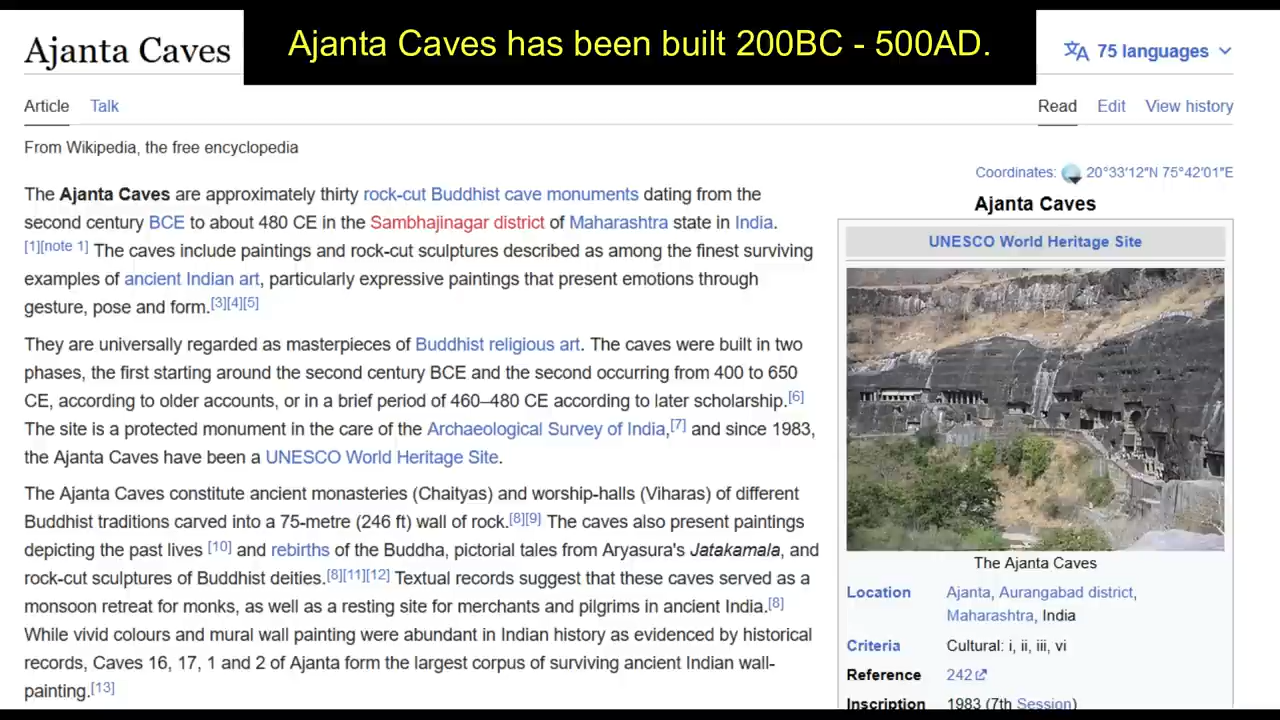 Ajanta Caves has been built 200BC - 500AD.
Ajanta Caves
75 languages
Article Talk
Read Edit View history
From Wikipedia, the free encyclopedia
Coordinates: 20°33′12″N 75°42′01″E
The Ajanta Caves are approximately thirty rock-cut Buddhist cave monuments dating from the
second century BCE to about 480 CE in the Sambhajinagar district of Maharashtra state in India.
[1][note 1] The caves include paintings and rock-cut sculptures described as among the finest surviving
examples of ancient Indian art, particularly expressive paintings that present emotions through
gesture, pose and form.[3][4][5]
They are universally regarded as masterpieces of Buddhist religious art. The caves were built in two
phases, the first starting around the second century BCE and the second occurring from 400 to 650
CE, according to older accounts, or in a brief period of 460–480 CE according to later scholarship.[6]
The site is a protected monument in the care of the Archaeological Survey of India,[7] and since 1983,
the Ajanta Caves have been a UNESCO World Heritage Site.
The Ajanta Caves constitute ancient monasteries (Chaityas) and worship-halls (Viharas) of different
Buddhist traditions carved into a 75-metre (246 ft) wall of rock.[8][9] The caves also present paintings
depicting the past lives [10] and rebirths of the Buddha, pictorial tales from Aryasura's Jatakamala, and
rock-cut sculptures of Buddhist deities.[8][11][12] Textual records suggest that these caves served as a
monsoon retreat for monks, as well as a resting site for merchants and pilgrims in ancient India.[8]
While vivid colours and mural wall painting were abundant in Indian history as evidenced by historical
records, Caves 16, 17, 1 and 2 of Ajanta form the largest corpus of surviving ancient Indian wall-
painting.[13]
Ajanta Caves
UNESCO World Heritage Site
The Ajanta Caves
Location Ajanta, Aurangabad district,
Maharashtra, India
Criteria Cultural: i, ii, iii, vi
Reference 242
Inscription 1983 (7th Session)